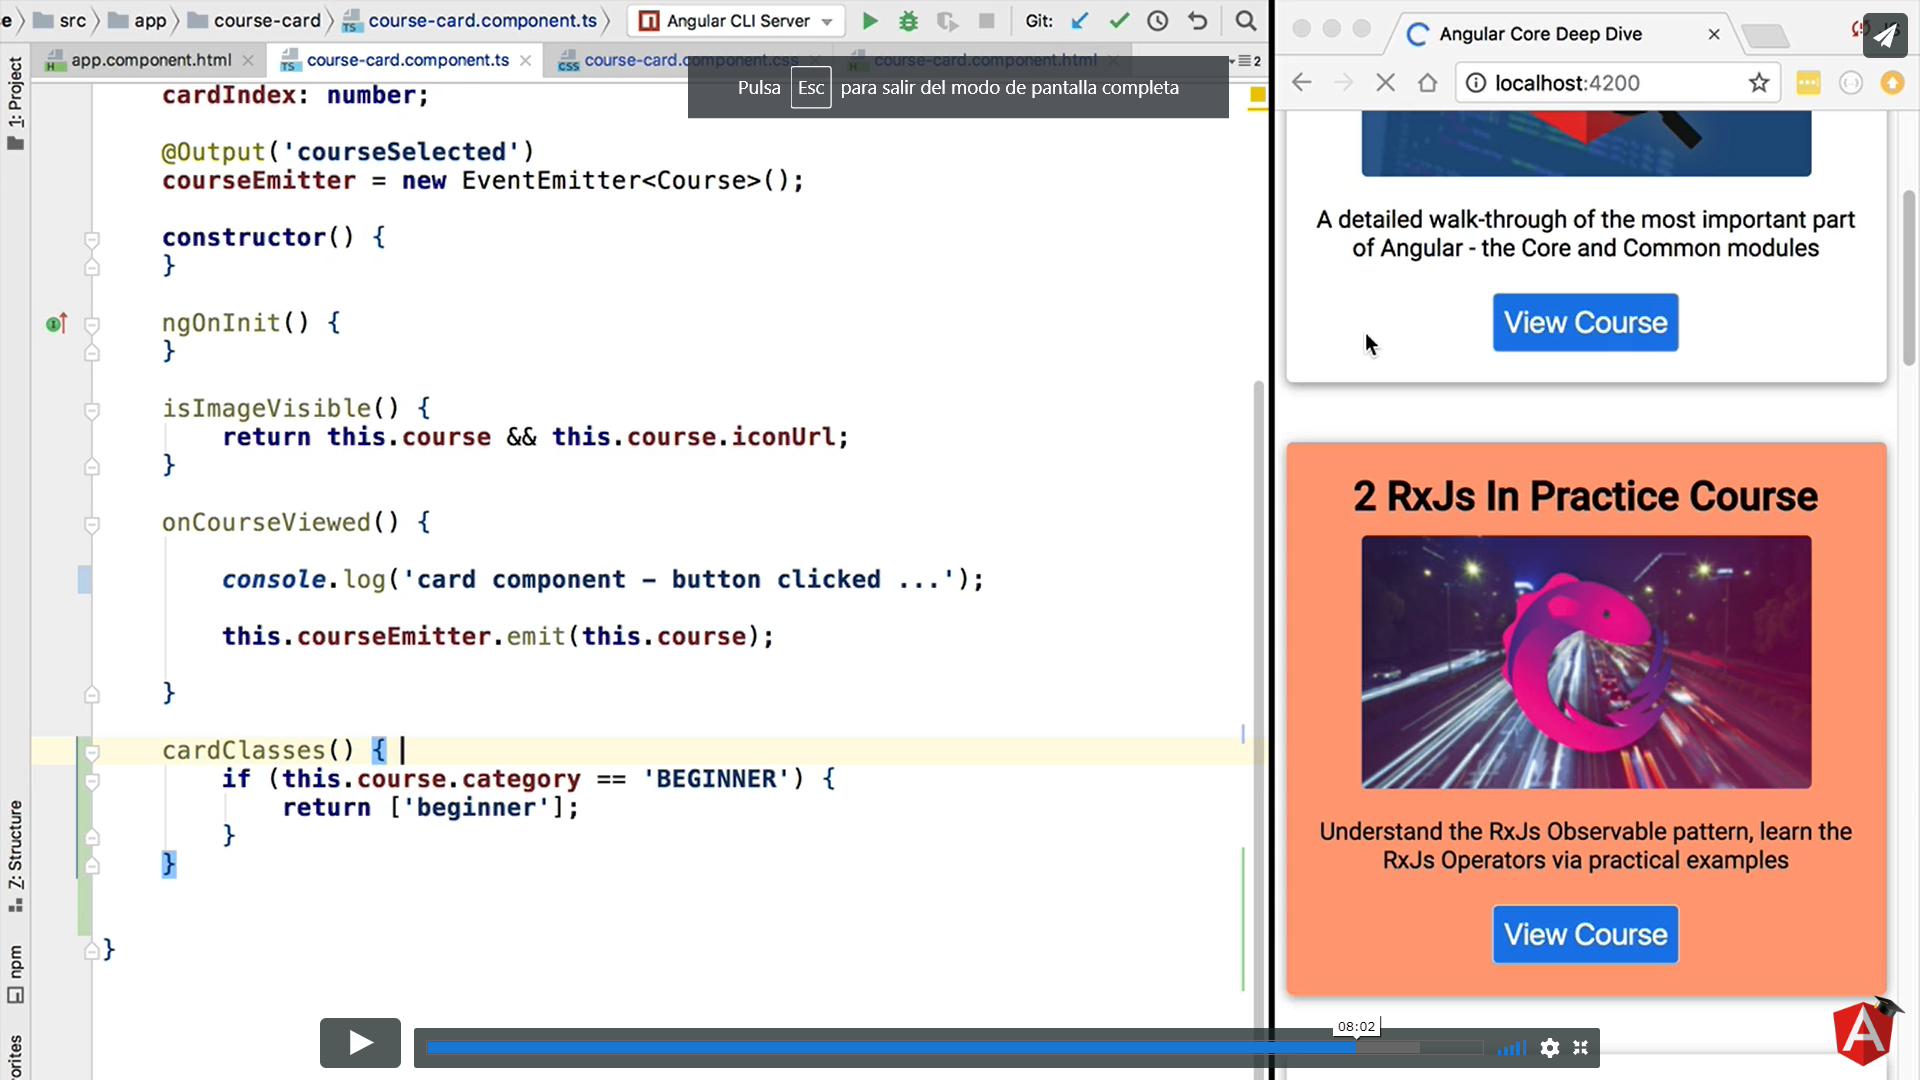 src app course-card course-card.component.ts Angular CLI Server Git:
app.component.html course-card.component.ts course-card.component.css course-card.component.html 2
Pulsa Esc para salir del modo de pantalla completa
1: Project
Z: Structure
npm
cardIndex: number;
@Output('courseSelected')
courseEmitter = new EventEmitter<Course>();
constructor() {
}
ngOnInit() {
}
isImageVisible() {
return this.course && this.course.iconUrl;
}
onCourseViewed() {
console.log('card component – button clicked ...');
this.courseEmitter.emit(this.course);
}
cardClasses() {
if (this.course.category == 'BEGINNER') {
return ['beginner'];
}
}
}
Angular Core Deep Dive
localhost:4200
A detailed walk-through of the most important part
of Angular - the Core and Common modules
View Course
2 RxJs In Practice Course
Understand the RxJs Observable pattern, learn the
RxJs Operators via practical examples
View Course
08:02